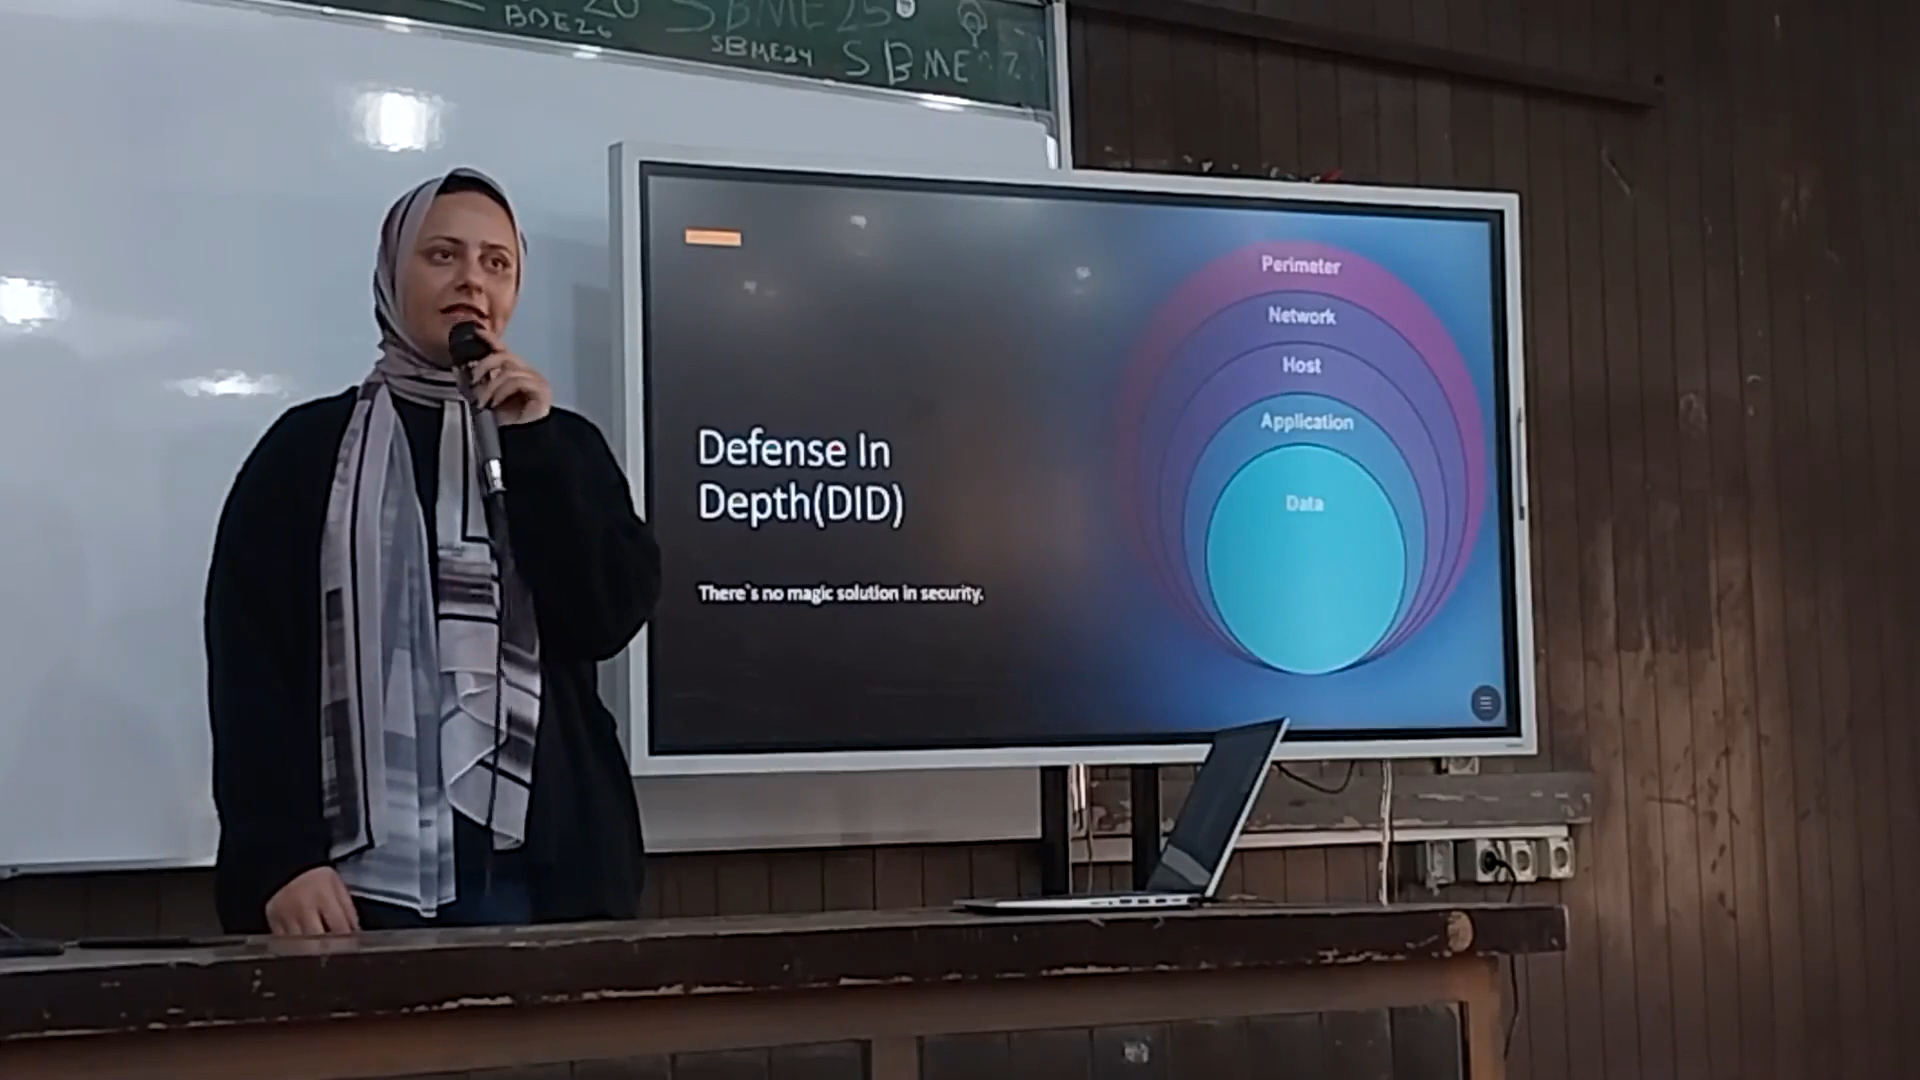 BDE26
SBME25
SBME24
SBME
Perimeter
Network
Host
Application
Data
Defense In
Depth(DID)
There`s no magic solution in security.